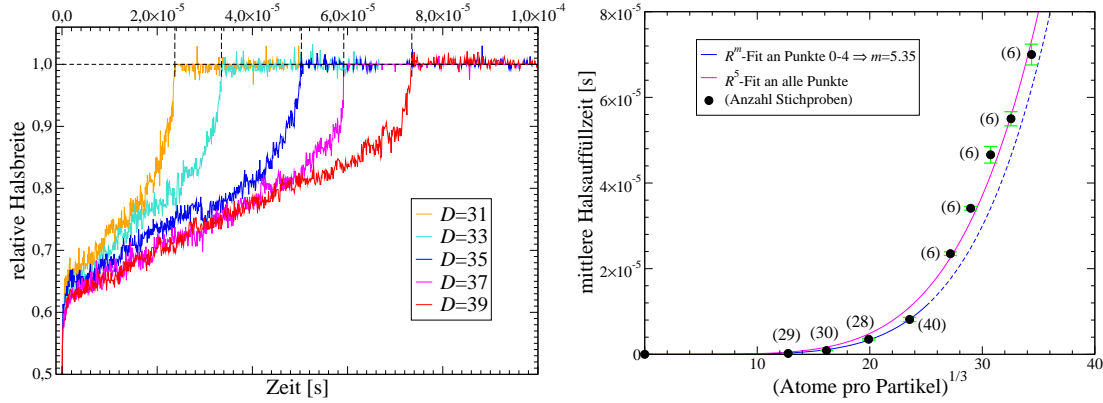 0,0 2,0×10⁻⁵ 4,0×10⁻⁵ 6,0×10⁻⁵ 8,0×10⁻⁵ 1,0×10⁻⁴
1,0
0,9
0,8
0,7
0,6
0,5
relative Halsbreite
Zeit [s]
D=31
D=33
D=35
D=37
D=39
8×10⁻⁵
6×10⁻⁵
4×10⁻⁵
2×10⁻⁵
0
mittlere Halsauffüllzeit [s]
Rᵐ-Fit an Punkte 0-4 ⇒ m=5.35
R⁵-Fit an alle Punkte
(Anzahl Stichproben)
(6)
(6)
(6)
(6)
(6)
(29) (30) (28) (40)
0 10 20 30 40
(Atome pro Partikel)¹ᐟ³